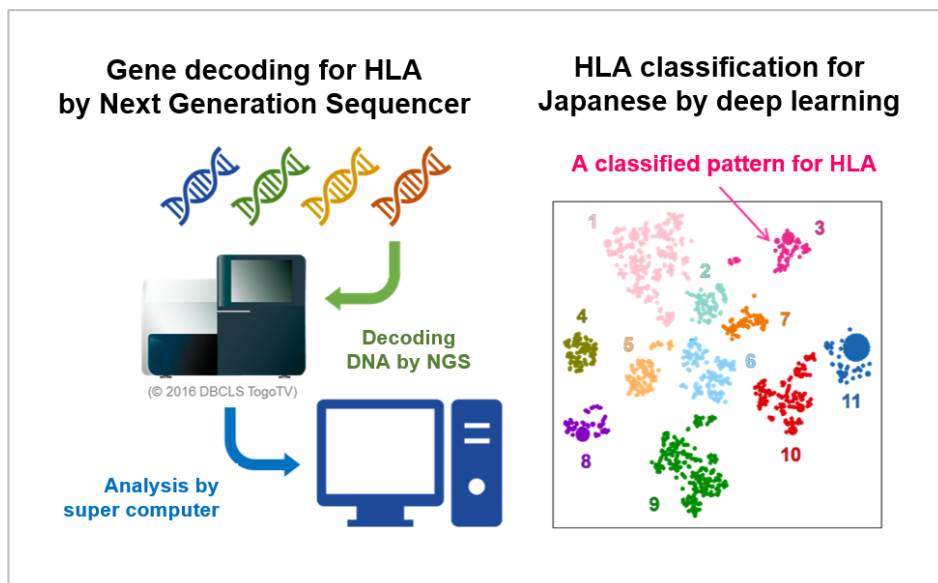 Gene decoding for HLA
by Next Generation Sequencer
Decoding
DNA by NGS
(© 2016 DBCLS TogoTV)
Analysis by
super computer
HLA classification for
Japanese by deep learning
A classified pattern for HLA
1
3
2
7
4
5
6
11
8
10
9